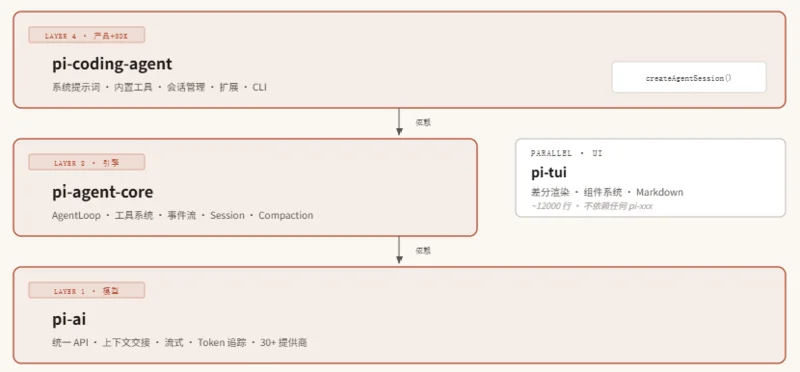 LAYER 4 · 产品+SDK
pi-coding-agent
系统提示词 · 内置工具 · 会话管理 · 扩展 · CLI
createAgentSession()
依赖
LAYER 2 · 引擎
pi-agent-core
AgentLoop · 工具系统 · 事件流 · Session · Compaction
PARALLEL · UI
pi-tui
差分渲染 · 组件系统 · Markdown
~12000 行 · 不依赖任何 pi-xxx
依赖
LAYER 1 · 模型
pi-ai
统一 API · 上下文交接 · 流式 · Token 追踪 · 30+ 提供商